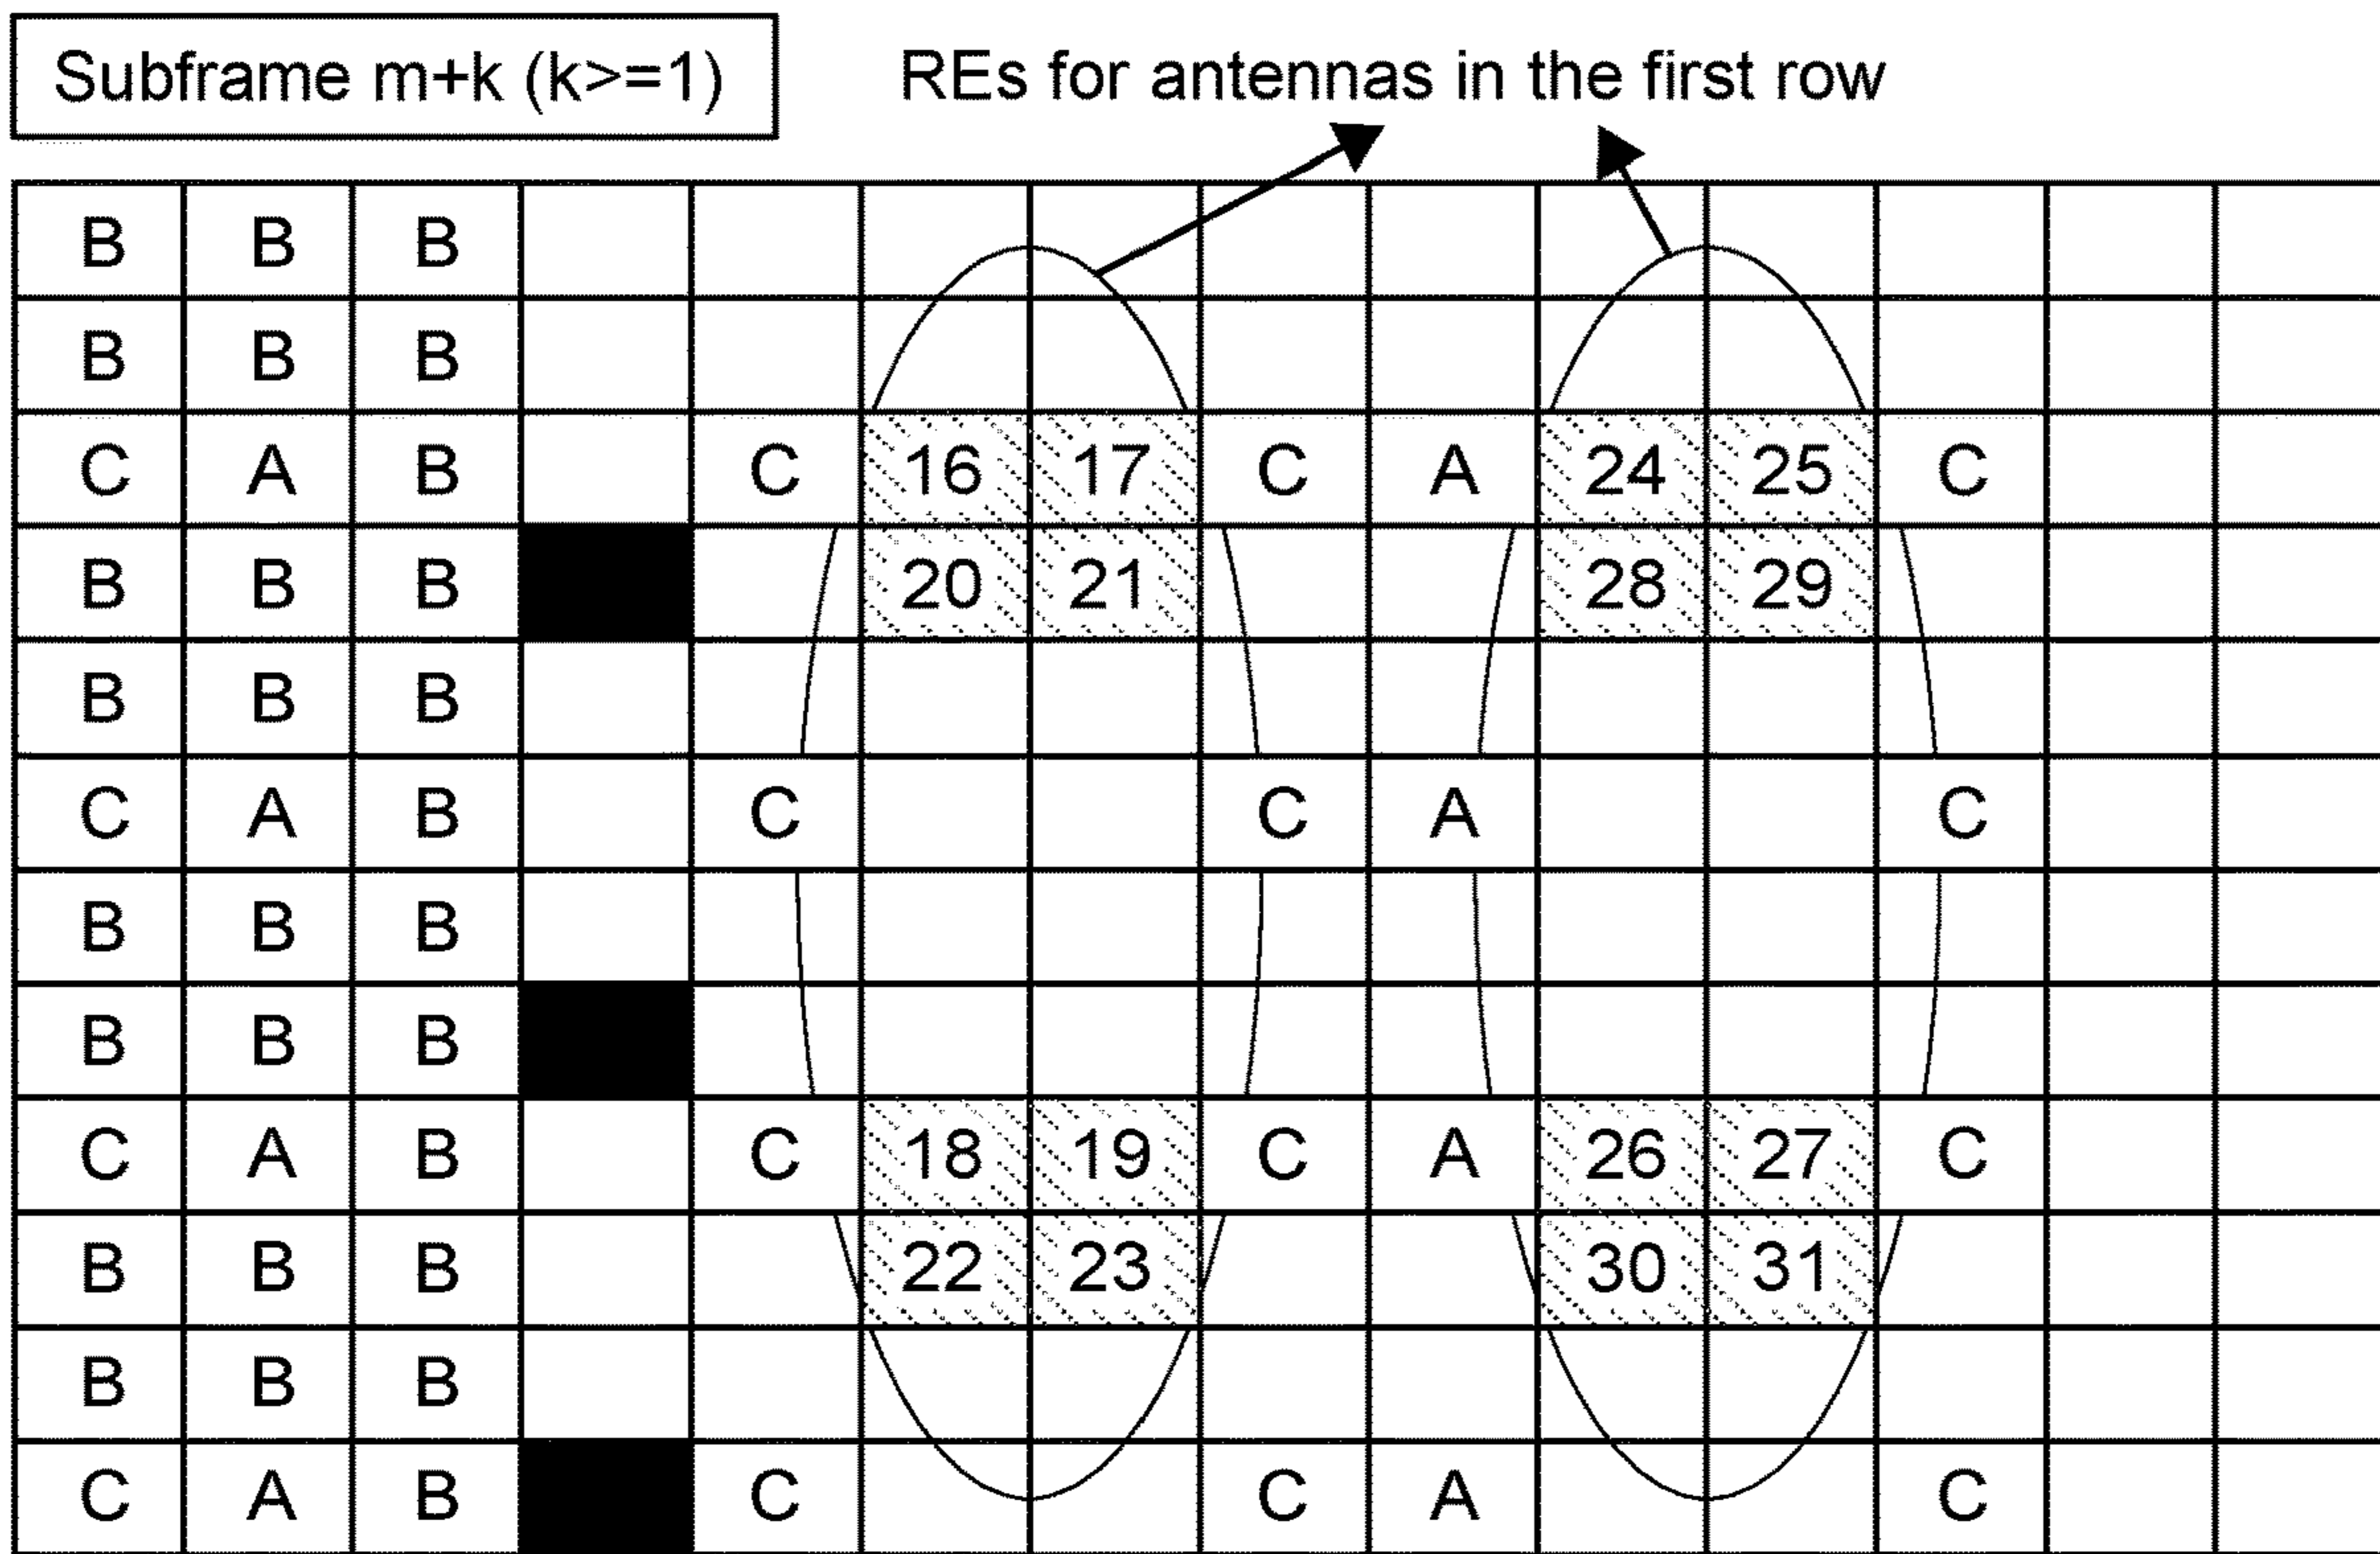 Subframe m+k (k>=1) REs for antennas in the first row
B B B
B B B
C A B C 16 17 C A 24 25 C
B B B 20 21 28 29
B B B
C A B C C A C
B B B
B B B
C A B C 18 19 C A 26 27 C
B B B 22 23 30 31
B B B
C A B C C A C